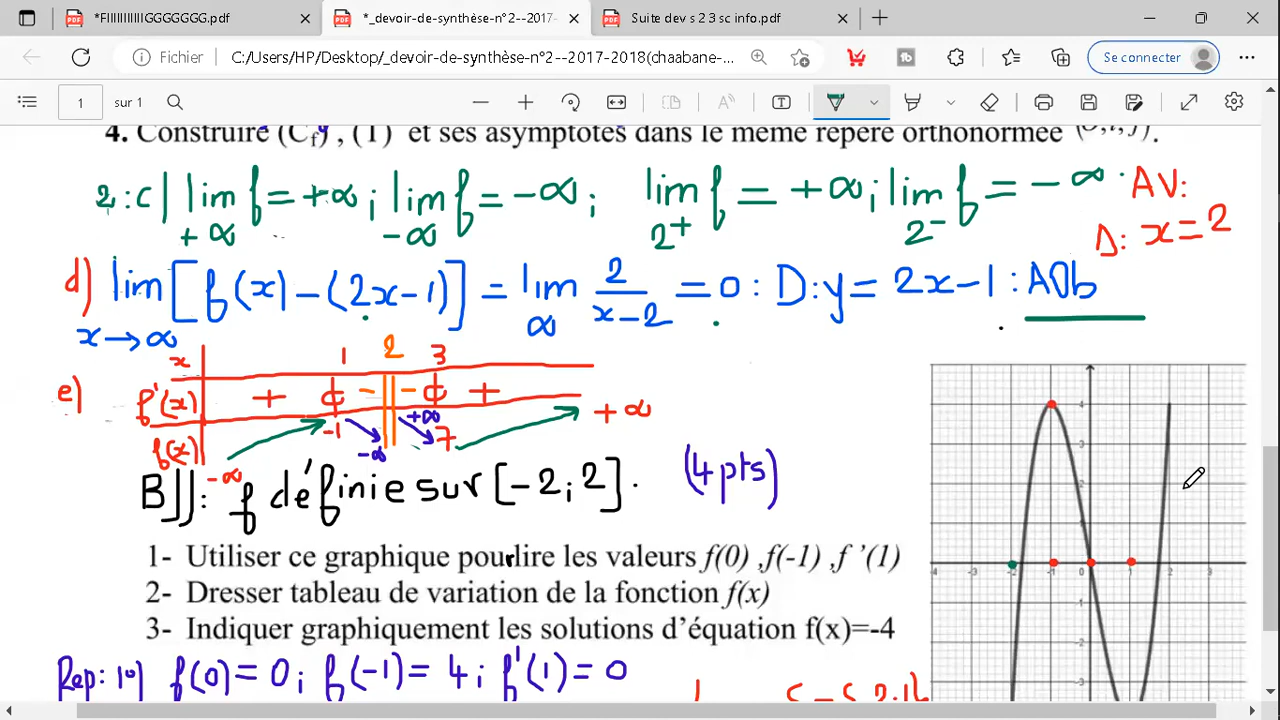 *FIIIIIIIIIIGGGGGGG.pdf
*_devoir-de-synthèse-n°2--2017-
Suite dev s 2 3 sc info.pdf
Fichier
C:/Users/HP/Desktop/_devoir-de-synthèse-n°2--2017-2018(chaabane-...
Se connecter
1 sur 1
4. Construire (Cf), (T) et ses asymptotes dans le même repère orthonormé (O,i,j).
2: c| lim f = +∞ ; lim f = -∞ ; lim f = +∞ ; lim f = -∞ . AV:
+∞ -∞ 2+ 2- Δ: x = 2
d) lim [f(x) - (2x-1)] = lim 2/(x-2) = 0 : D: y = 2x-1 : AOb
x→∞ ∞
x 1 2 3
e) f'(x) + 0 - || - 0 +
f(x) -∞ -1 -∞ +∞ 7 +∞
BJJ: f définie sur [-2;2]. (4 pts)
1- Utiliser ce graphique pour lire les valeurs f(0) ,f(-1) ,f '(1)
2- Dresser tableau de variation de la fonction f(x)
3- Indiquer graphiquement les solutions d'équation f(x)=-4
Rep: 1°) f(0) = 0 ; f(-1) = 4 ; f'(1) = 0